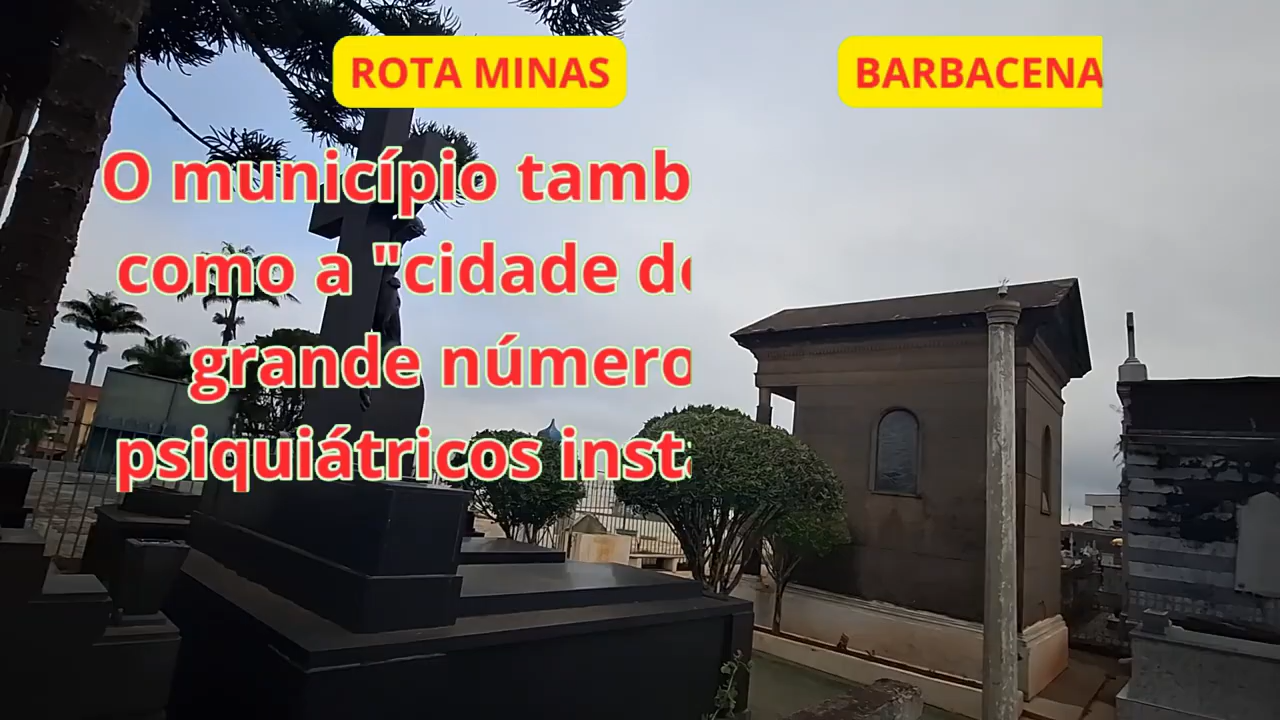 ROTA MINAS
BARBACENA
O município tamb
como a "cidade d
grande número
psiquiátricos inst